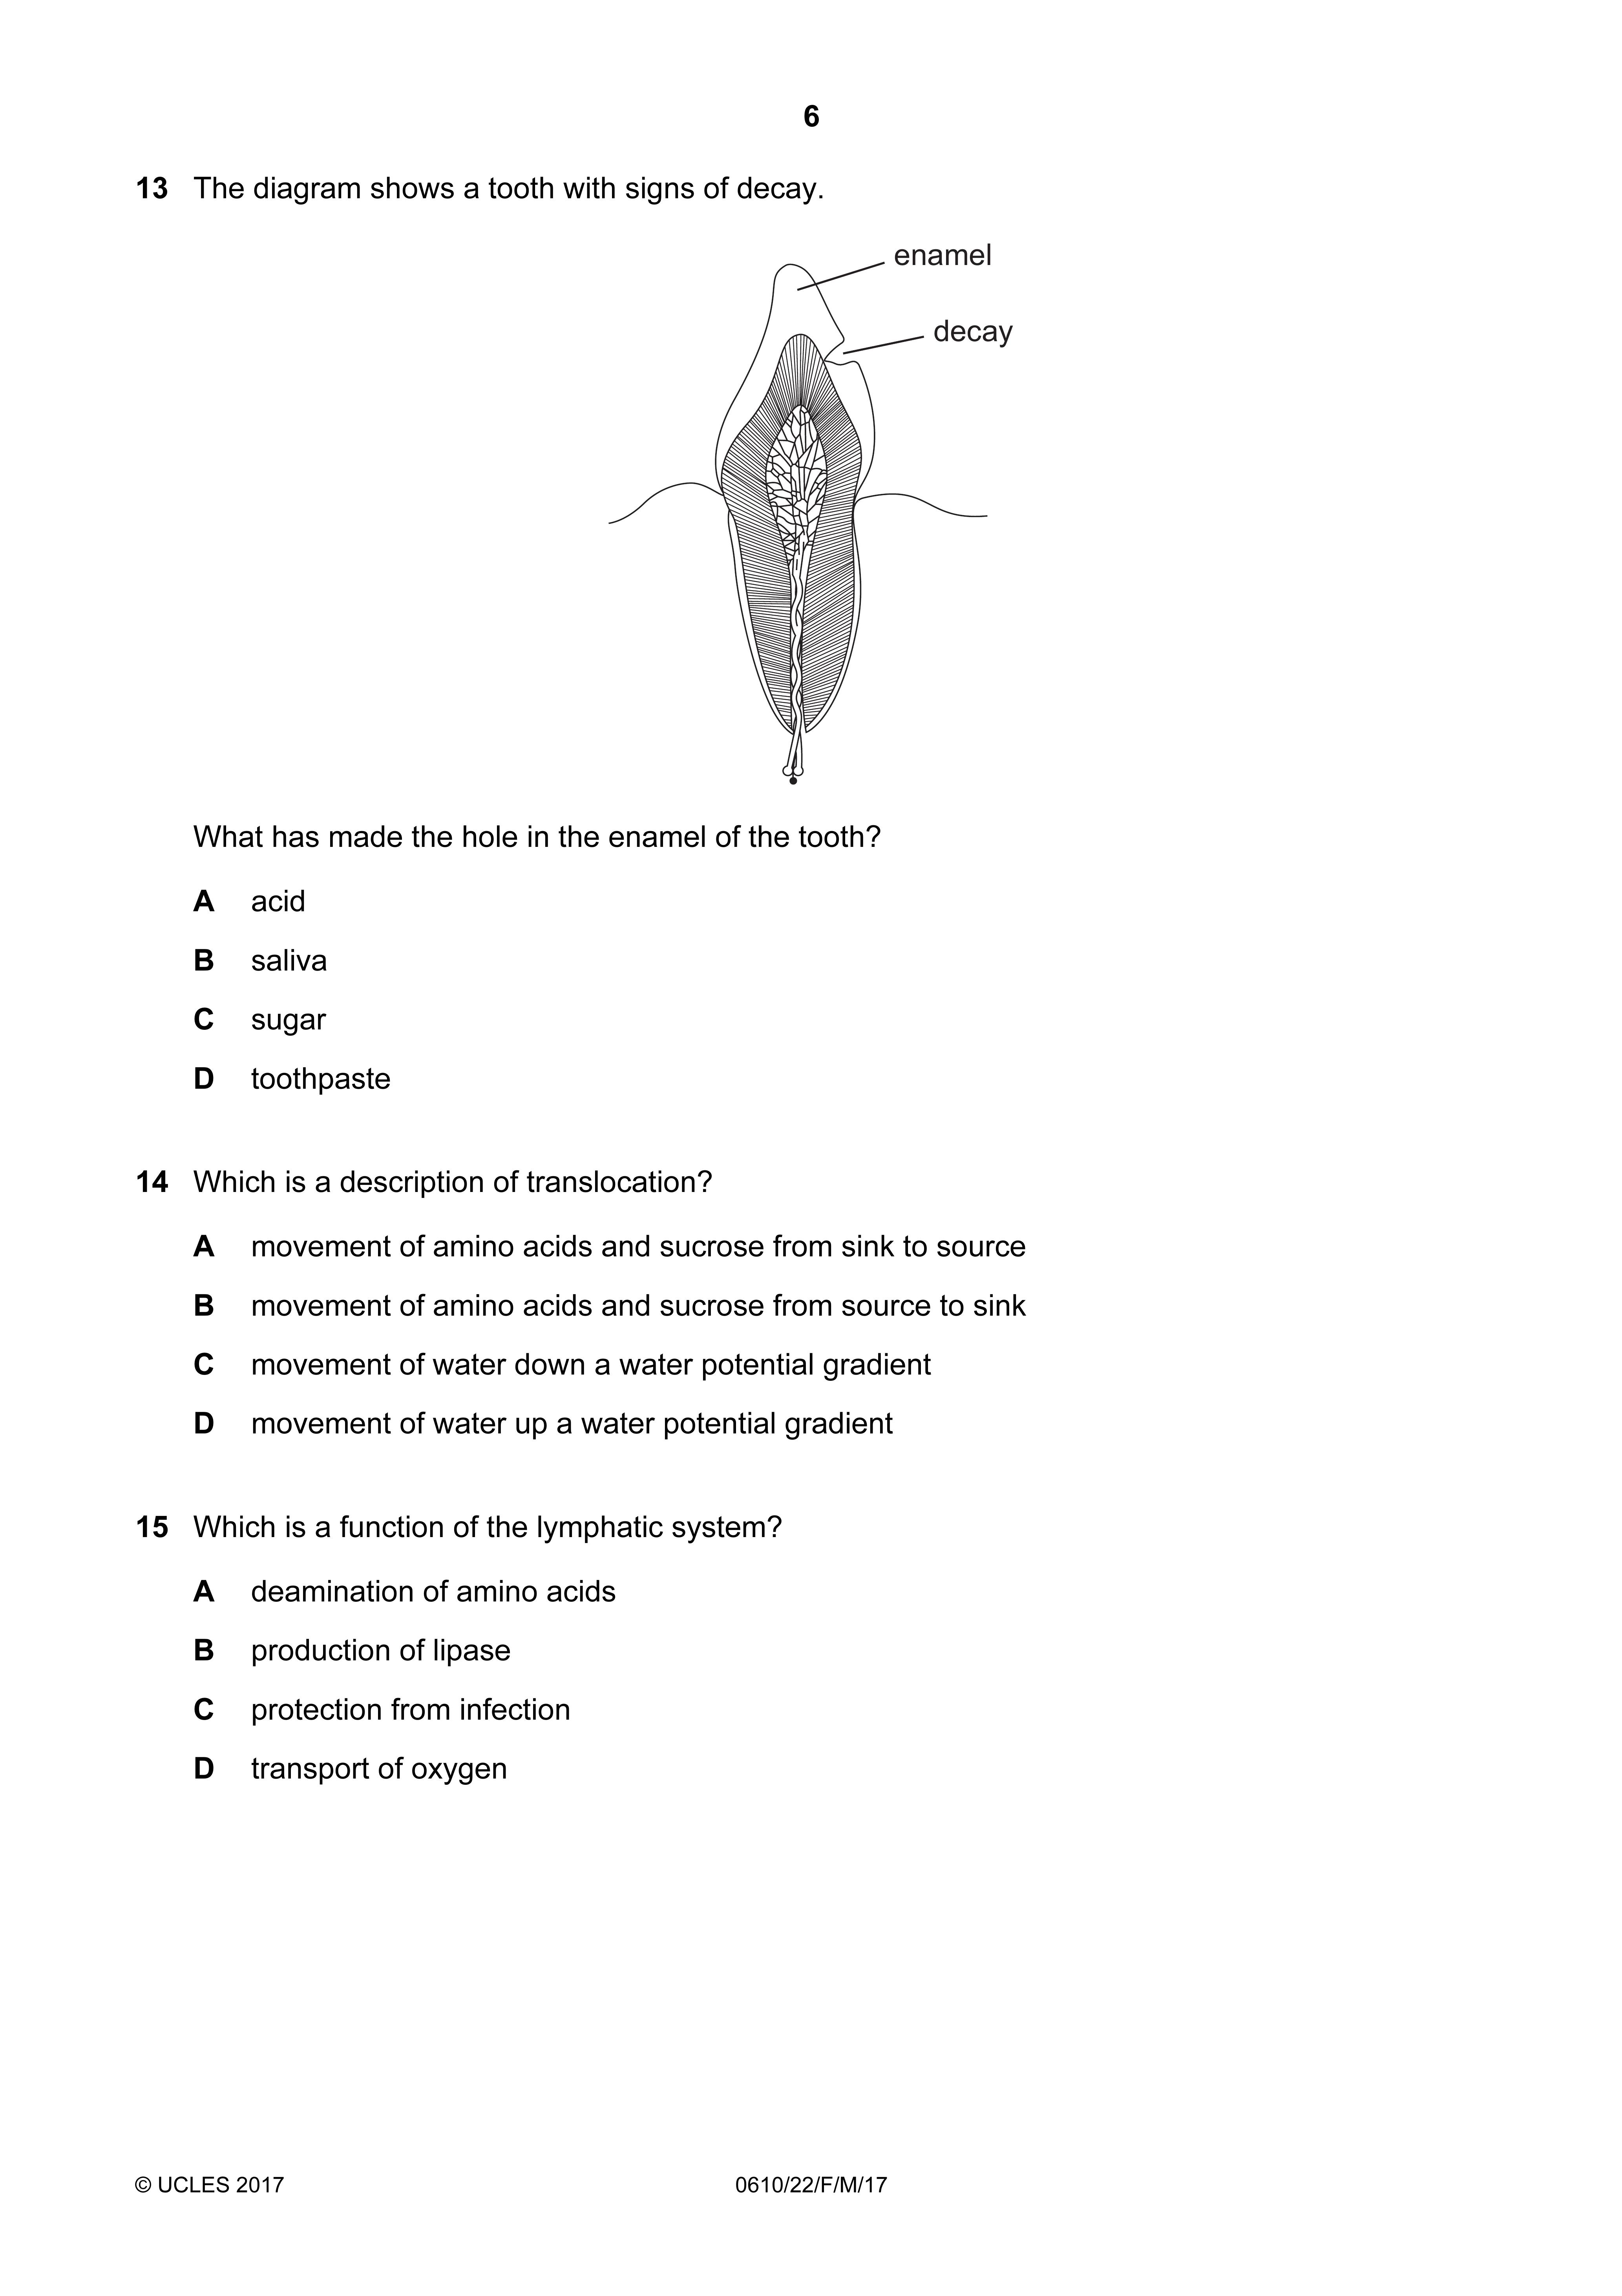 6
13 The diagram shows a tooth with signs of decay.
enamel
decay
What has made the hole in the enamel of the tooth?
A acid
B saliva
C sugar
D toothpaste
14 Which is a description of translocation?
A movement of amino acids and sucrose from sink to source
B movement of amino acids and sucrose from source to sink
C movement of water down a water potential gradient
D movement of water up a water potential gradient
15 Which is a function of the lymphatic system?
A deamination of amino acids
B production of lipase
C protection from infection
D transport of oxygen
© UCLES 2017 0610/22/F/M/17